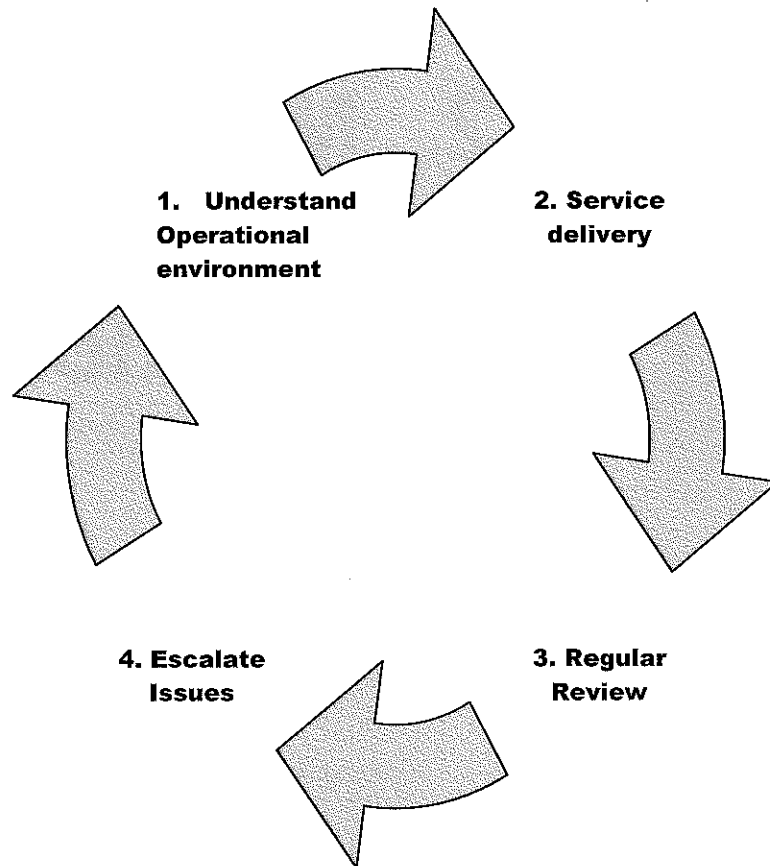 1. Understand
Operational
environment
2. Service
delivery
3. Regular
Review
4. Escalate
Issues